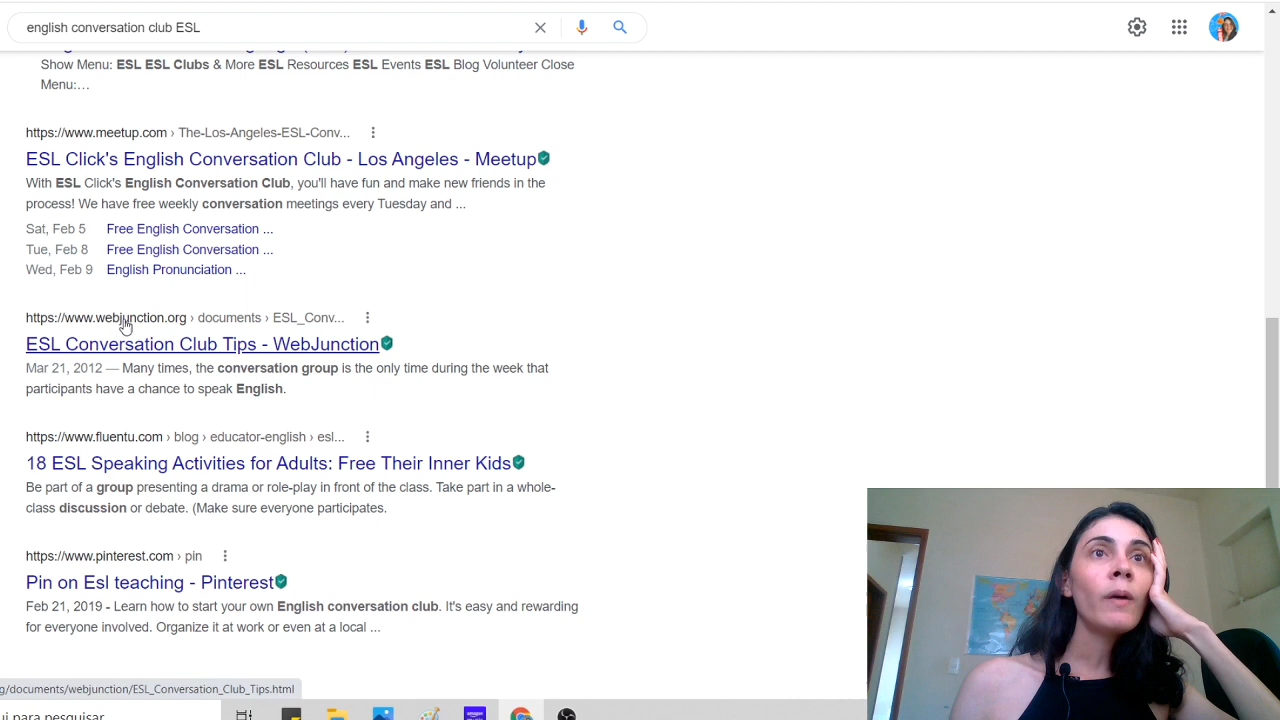 english conversation club ESL
Show Menu: ESL ESL Clubs & More ESL Resources ESL Events ESL Blog Volunteer Close
Menu:…
https://www.meetup.com › The-Los-Angeles-ESL-Conv...
ESL Click's English Conversation Club - Los Angeles - Meetup
With ESL Click's English Conversation Club, you'll have fun and make new friends in the
process! We have free weekly conversation meetings every Tuesday and ...
Sat, Feb 5 Free English Conversation ...
Tue, Feb 8 Free English Conversation ...
Wed, Feb 9 English Pronunciation ...
https://www.webjunction.org › documents › ESL_Conv...
ESL Conversation Club Tips - WebJunction
Mar 21, 2012 — Many times, the conversation group is the only time during the week that
participants have a chance to speak English.
https://www.fluentu.com › blog › educator-english › esl...
18 ESL Speaking Activities for Adults: Free Their Inner Kids
Be part of a group presenting a drama or role-play in front of the class. Take part in a whole-
class discussion or debate. (Make sure everyone participates.
https://www.pinterest.com › pin
Pin on Esl teaching - Pinterest
Feb 21, 2019 - Learn how to start your own English conversation club. It's easy and rewarding
for everyone involved. Organize it at work or even at a local ...
g/documents/webjunction/ESL_Conversation_Club_Tips.html
ui para pesquisar